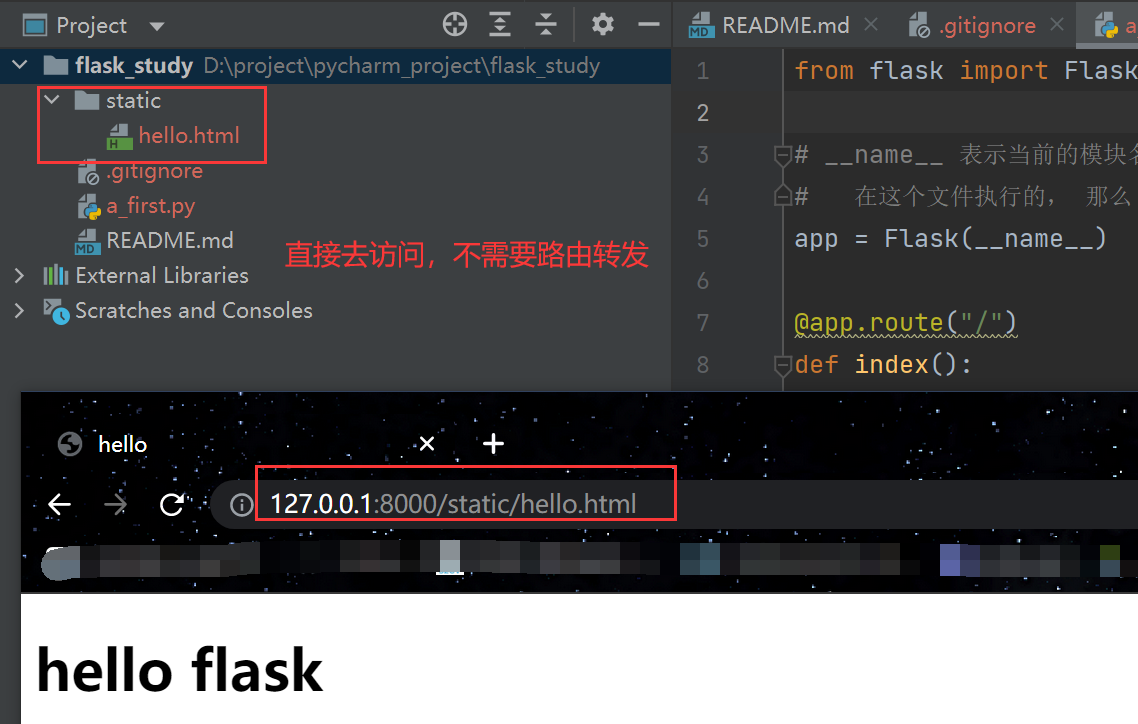 Project
README.md
.gitignore
a
flask_study D:\project\pycharm_project\flask_study
static
hello.html
.gitignore
a_first.py
README.md
External Libraries
Scratches and Consoles
直接去访问，不需要路由转发
1 from flask import Flask
2
3 # __name__ 表示当前的模块名
4 # 在这个文件执行的， 那么
5 app = Flask(__name__)
6
7 @app.route("/")
8 def index():
hello
127.0.0.1:8000/static/hello.html
hello flask